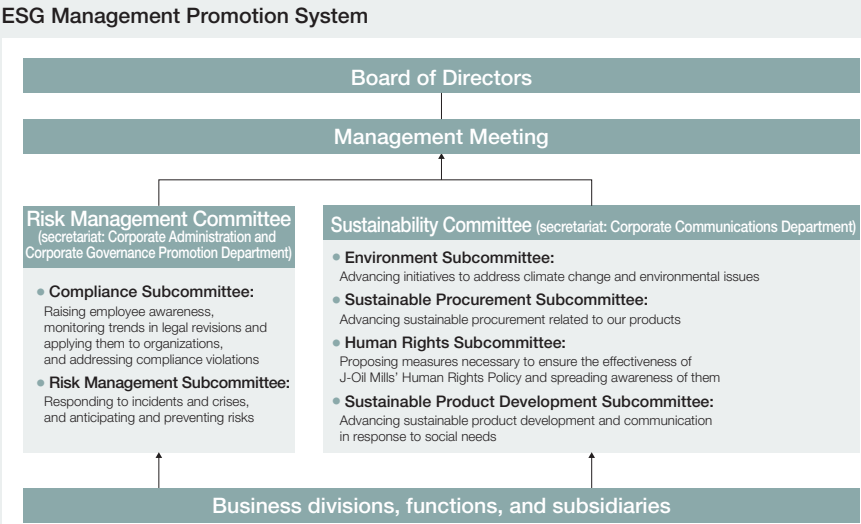 ESG Management Promotion System
Board of Directors
Management Meeting
Risk Management Committee
(secretariat: Corporate Administration and
Corporate Governance Promotion Department)
• Compliance Subcommittee:
Raising employee awareness,
monitoring trends in legal revisions and
applying them to organizations,
and addressing compliance violations
• Risk Management Subcommittee:
Responding to incidents and crises,
and anticipating and preventing risks
Sustainability Committee (secretariat: Corporate Communications Department)
• Environment Subcommittee:
Advancing initiatives to address climate change and environmental issues
• Sustainable Procurement Subcommittee:
Advancing sustainable procurement related to our products
• Human Rights Subcommittee:
Proposing measures necessary to ensure the effectiveness of
J-Oil Mills’ Human Rights Policy and spreading awareness of them
• Sustainable Product Development Subcommittee:
Advancing sustainable product development and communication
in response to social needs
Business divisions, functions, and subsidiaries